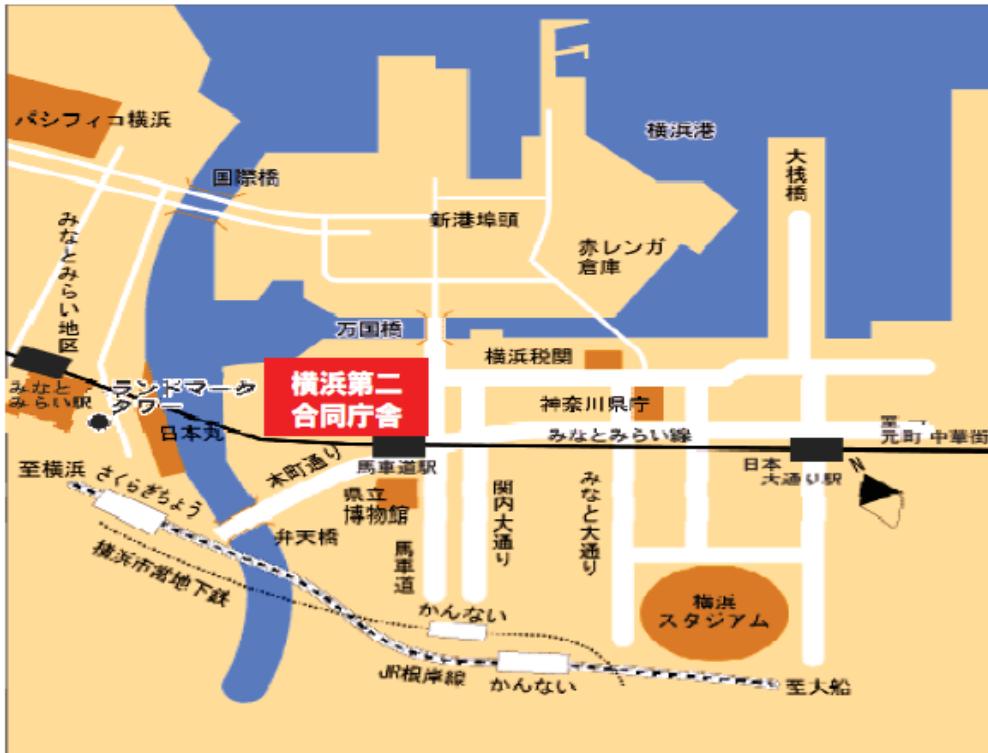 パシフィコ横浜
国際橋
横浜港
大桟橋
新港埠頭
みなとみらい地区
赤レンガ
倉庫
万国橋
横浜税関
横浜第二
合同庁舎
みなと
みらい駅
ランドマーク
タワー
神奈川県庁
日本丸
みなとみらい線
元町 中華街
至横浜
さくらぎちょう
本町通り
馬車道駅
日本
大通り駅
N
県立
博物館
関内大通り
みなと大通り
弁天橋
馬車道
横浜市営地下鉄
横浜
スタジアム
かんない
JR根岸線
かんない
至大船